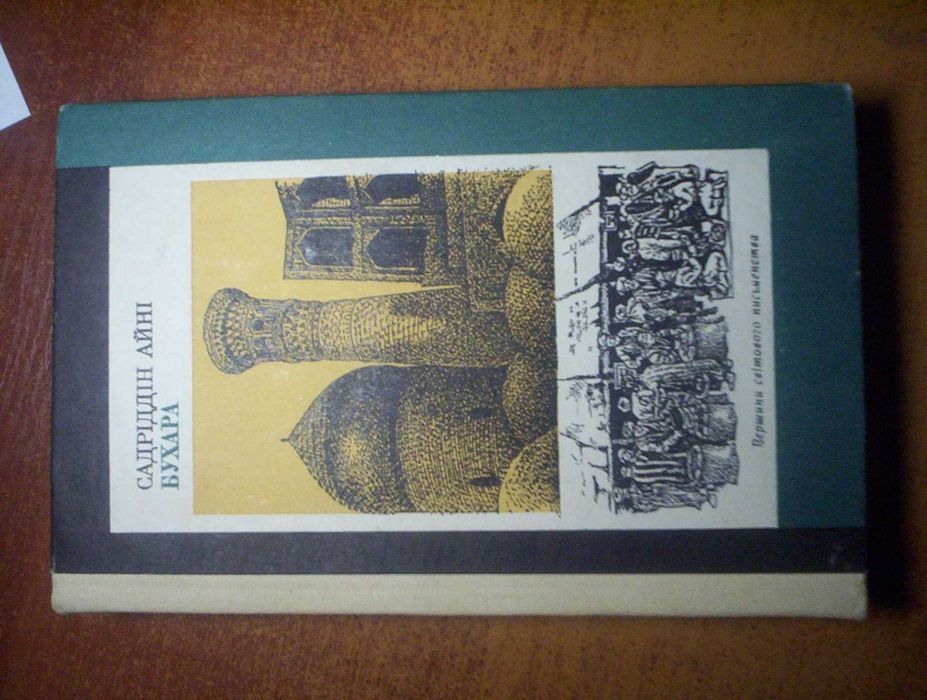 САДРІДДІН АЙНІ
БУХАРА
Вершини світового письменства